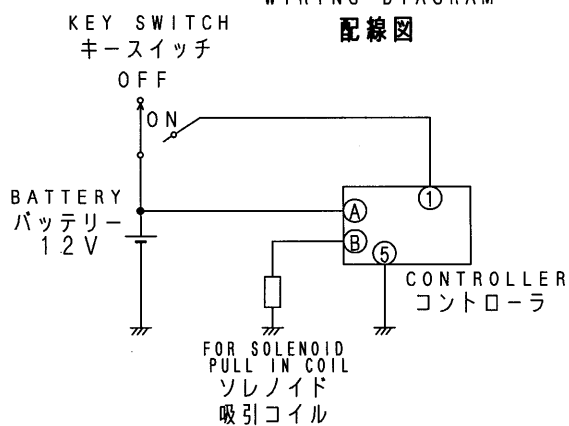 WIRING DIAGRAM
配線図
KEY SWITCH
キースイッチ
OFF
ON
BATTERY
バッテリー
12V
A
B
1
5
CONTROLLER
コントローラ
FOR SOLENOID
PULL IN COIL
ソレノイド
吸引コイル